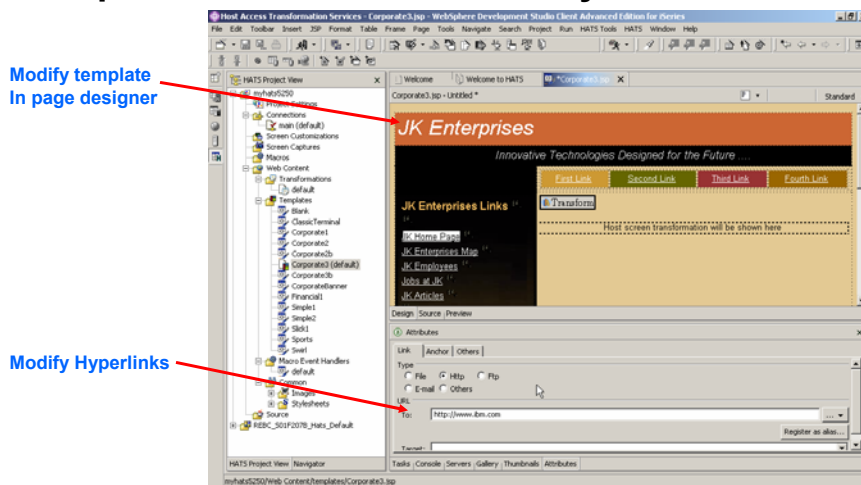 Host Access Transformation Services - Corporate3.jsp - WebSphere Development Studio Client Advanced Edition for iSeries
File Edit Toolbar Insert JSP Format Table Frame Page Tools Navigate Search Project Run HATS Tools HATS Window Help
Modify template
In page designer
Modify Hyperlinks
HATS Project View
myhats5250
Project Settings
Connections
main (default)
Screen Customizations
Screen Captures
Macros
Web Content
Transformations
default
Templates
Blank
ClassicTerminal
Corporate1
Corporate2
Corporate2b
Corporate3 (default)
Corporate3b
CorporateBanner
Financial1
Simple1
Simple2
Slick1
Sports
Swirl
Macro Event Handlers
default
Common
Images
Stylesheets
Source
REBC_S01F207B_Hats_Default
HATS Project View Navigator
Welcome Welcome to HATS *Corporate3.jsp
Corporate3.jsp - Untitled * Standard
JK Enterprises
Innovative Technologies Designed for the Future ....
First Link Second Link Third Link Fourth Link
Transform
Host screen transformation will be shown here
JK Enterprises Links
JK Home Page
JK Enterprises Map
JK Employees
Jobs at JK
JK Articles
Design Source Preview
Attributes
Link Anchor Others
Type
File Http Ftp
E-mail Others
URL
To: http://www.ibm.com ...
Register as alias...
Target:
Tasks Console Servers Gallery Thumbnails Attributes
myhats5250/Web Content/templates/Corporate3.jsp